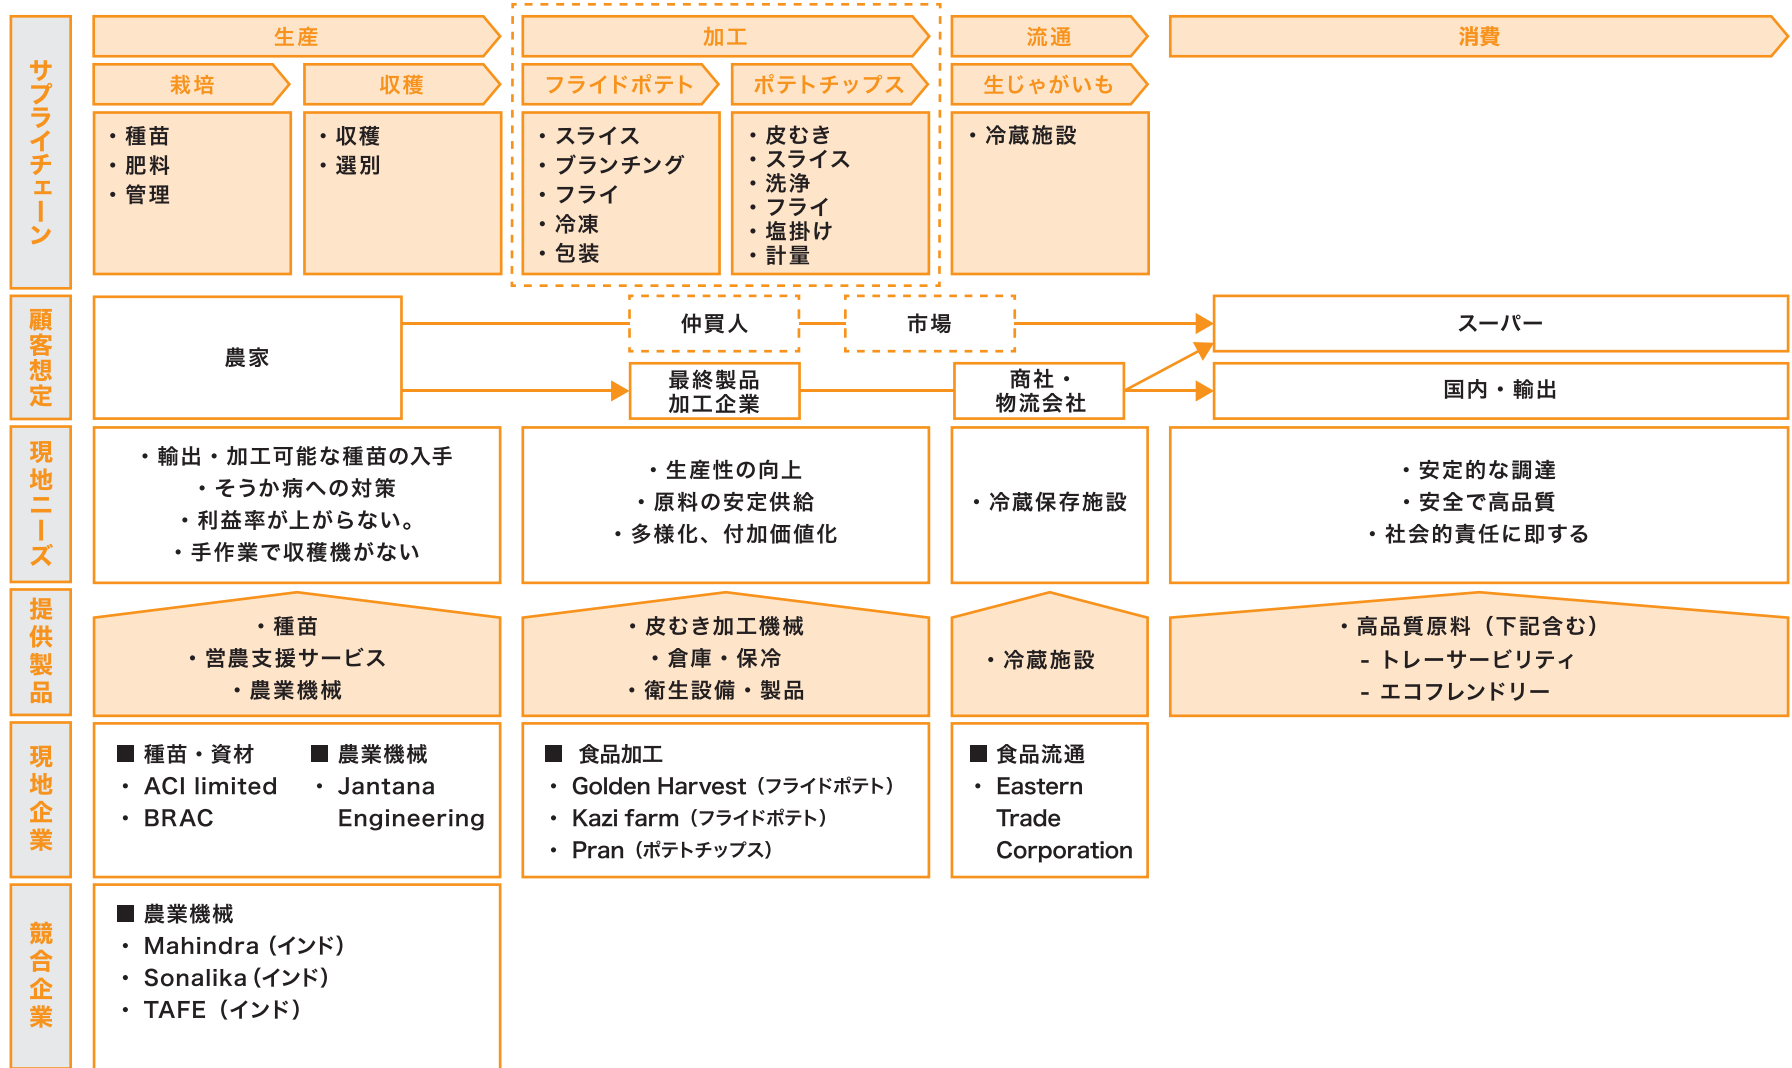 サプライチェーン
生産
加工
流通
消費
栽培
収穫
フライドポテト
ポテトチップス
生じゃがいも
・種苗
・肥料
・管理
・収穫
・選別
・スライス
・ブランチング
・フライ
・冷凍
・包装
・皮むき
・スライス
・洗浄
・フライ
・塩掛け
・計量
・冷蔵施設
顧客想定
農家
仲買人
市場
スーパー
最終製品
加工企業
商社・
物流会社
国内・輸出
現地ニーズ
・輸出・加工可能な種苗の入手
・そうか病への対策
・利益率が上がらない。
・手作業で収穫機がない
・生産性の向上
・原料の安定供給
・多様化、付加価値化
・冷蔵保存施設
・安定的な調達
・安全で高品質
・社会的責任に即する
提供製品
・種苗
・営農支援サービス
・農業機械
・皮むき加工機械
・倉庫・保冷
・衛生設備・製品
・冷蔵施設
・高品質原料（下記含む）
- トレーサービリティ
- エコフレンドリー
現地企業
■ 種苗・資材
・ ACI limited
・ BRAC
■ 農業機械
・ Jantana
Engineering
■ 食品加工
・ Golden Harvest（フライドポテト）
・ Kazi farm（フライドポテト）
・ Pran（ポテトチップス）
■ 食品流通
・ Eastern
Trade
Corporation
競合企業
■ 農業機械
・ Mahindra（インド）
・ Sonalika（インド）
・ TAFE（インド）